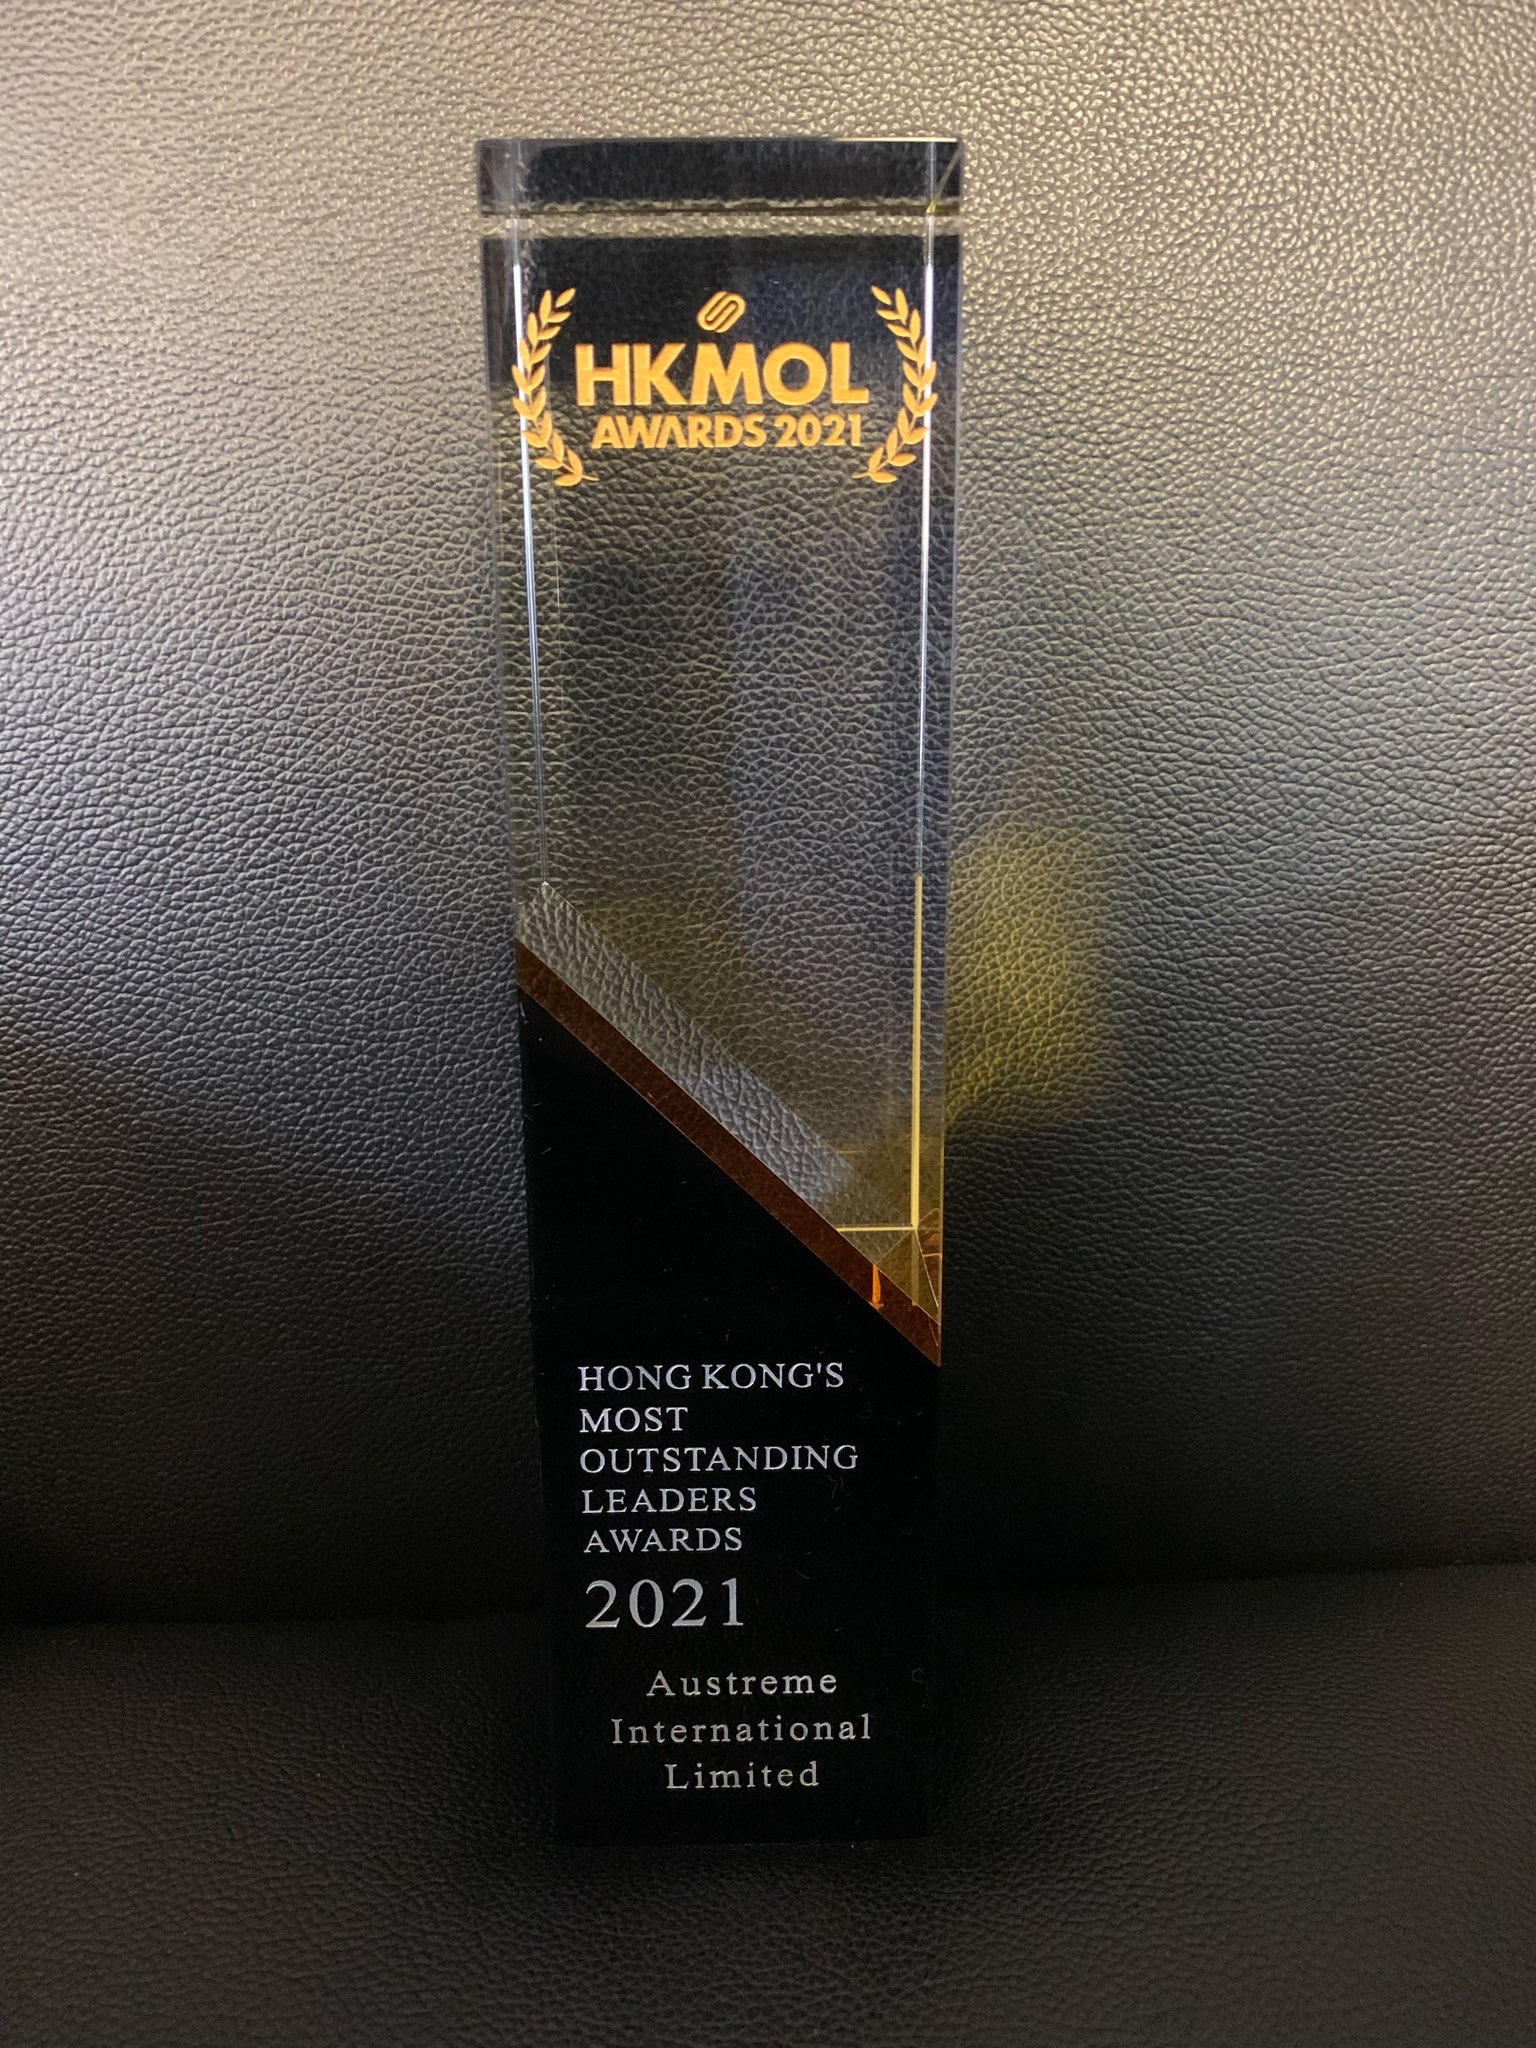 HKMOL
AWARDS 2021
HONG KONG'S
MOST
OUTSTANDING
LEADERS
AWARDS
2021
Austreme
International
Limited